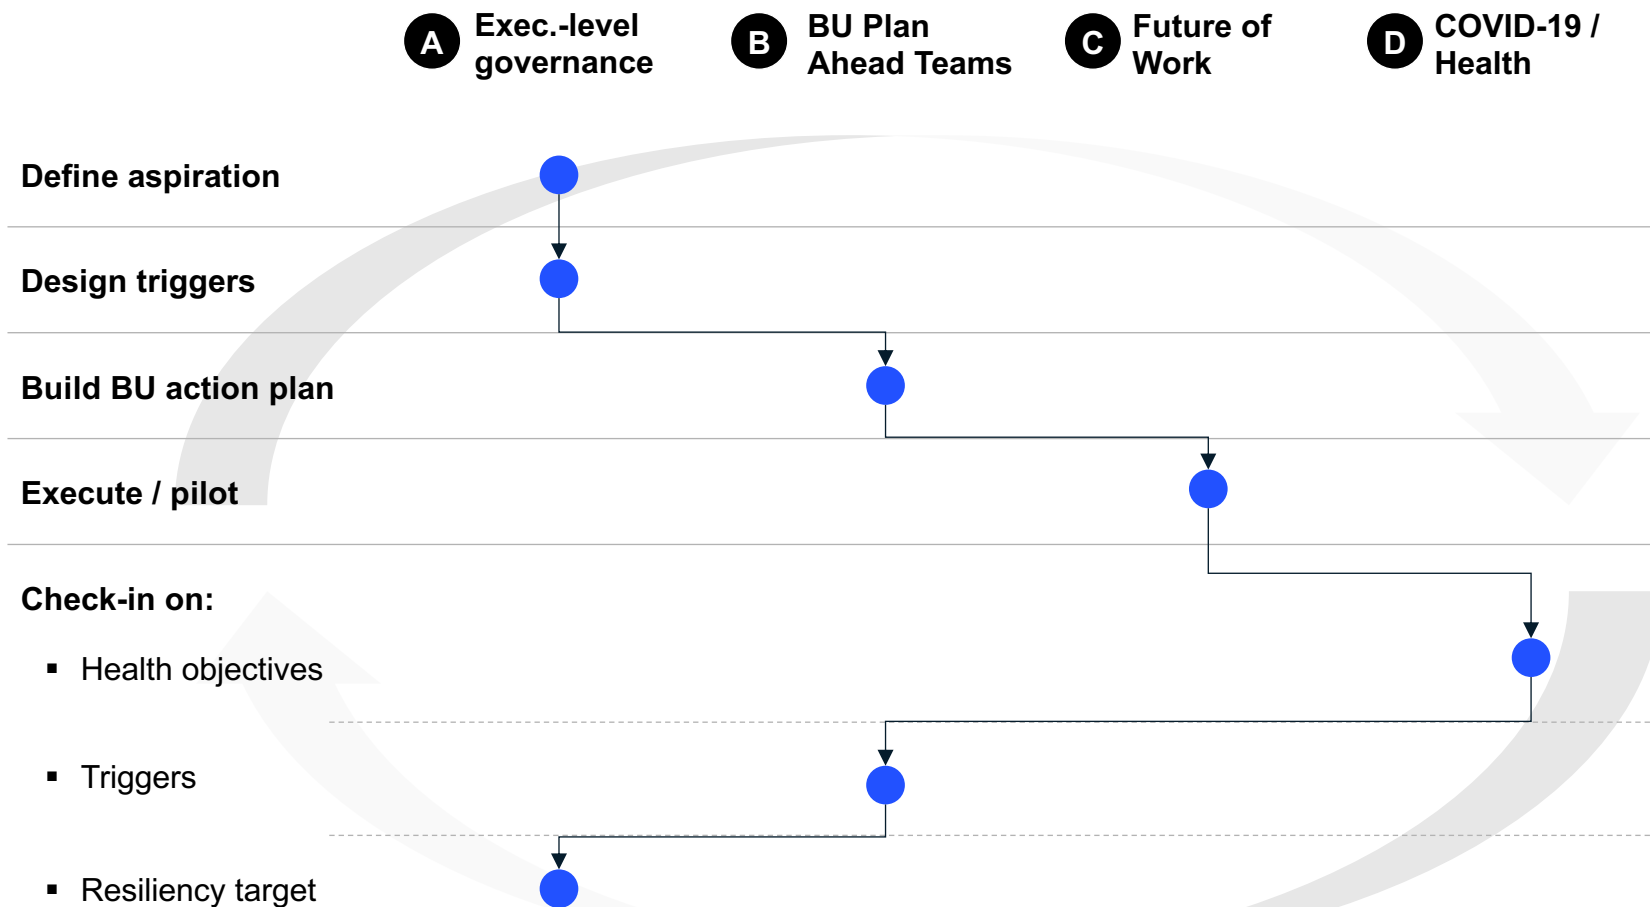 A
Exec.-level
governance
B
BU Plan
Ahead Teams
C
Future of
Work
D
COVID-19 /
Health
Define aspiration
Design triggers
Build BU action plan
Execute / pilot
Check-in on:
▪ Health objectives
▪ Triggers
▪ Resiliency target